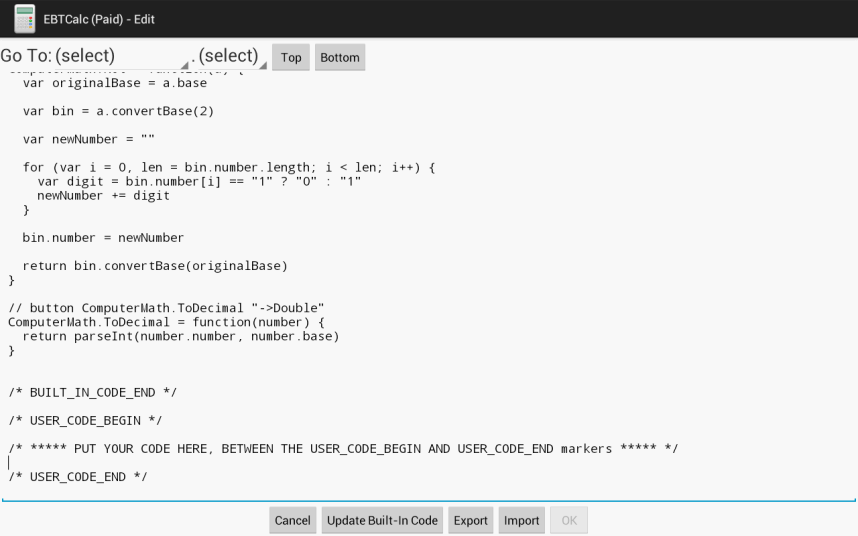 EBTCalc (Paid) - Edit
Go To: (select) . (select) Top Bottom
var originalBase = a.base
var bin = a.convertBase(2)
var newNumber = ""
for (var i = 0, len = bin.number.length; i < len; i++) {
var digit = bin.number[i] == "1" ? "0" : "1"
newNumber += digit
}
bin.number = newNumber
return bin.convertBase(originalBase)
}
// button ComputerMath.ToDecimal "->Double"
ComputerMath.ToDecimal = function(number) {
return parseInt(number.number, number.base)
}
/* BUILT_IN_CODE_END */
/* USER_CODE_BEGIN */
/* ***** PUT YOUR CODE HERE, BETWEEN THE USER_CODE_BEGIN AND USER_CODE_END markers ***** */
/* USER_CODE_END */
Cancel Update Built-In Code Export Import OK